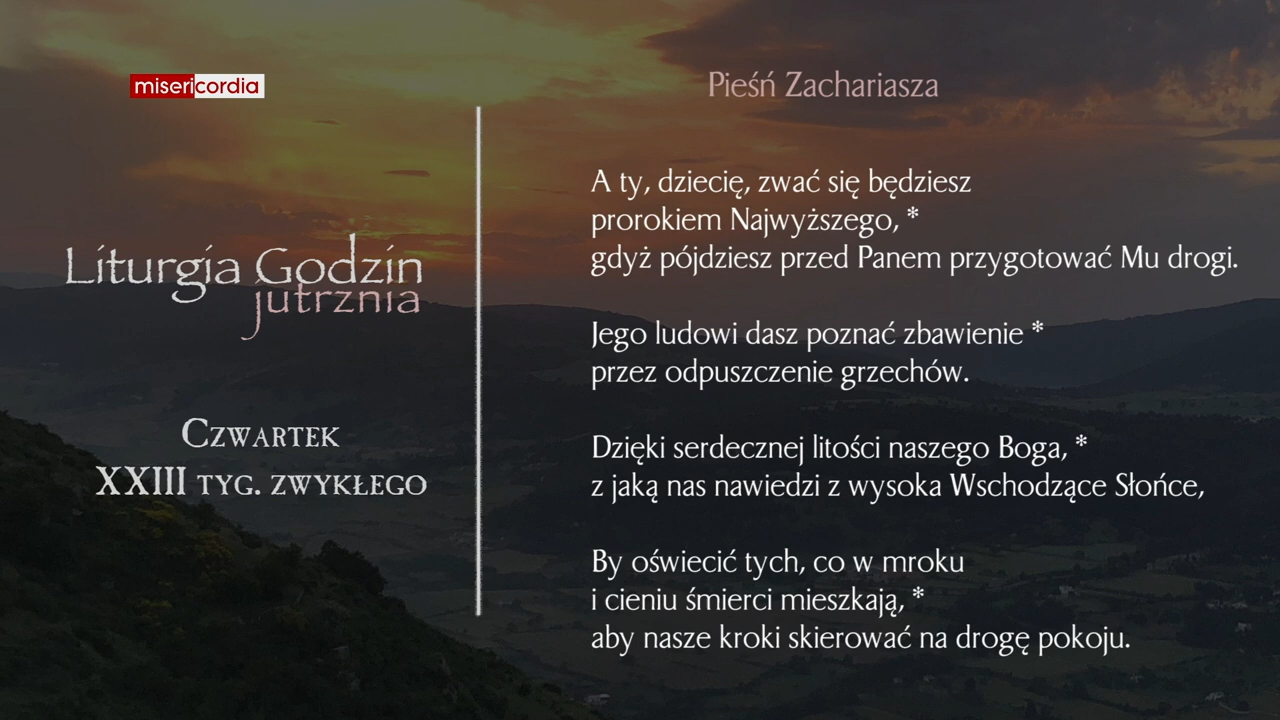 misericordia
Liturgia Godzin
jutrznia
Czwartek
XXIII tyg. zwykłego
Pieśń Zachariasza
A ty, dziecię, zwać się będziesz
prorokiem Najwyższego, *
gdyż pójdziesz przed Panem przygotować Mu drogi.
Jego ludowi dasz poznać zbawienie *
przez odpuszczenie grzechów.
Dzięki serdecznej litości naszego Boga, *
z jaką nas nawiedzi z wysoka Wschodzące Słońce,
By oświecić tych, co w mroku
i cieniu śmierci mieszkają, *
aby nasze kroki skierować na drogę pokoju.